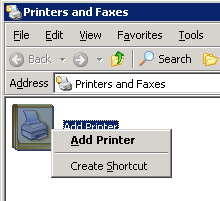 Printers and Faxes
File Edit View Favorites Tools
Back Search
Address Printers and Faxes
Add Printer
Add Printer
Create Shortcut